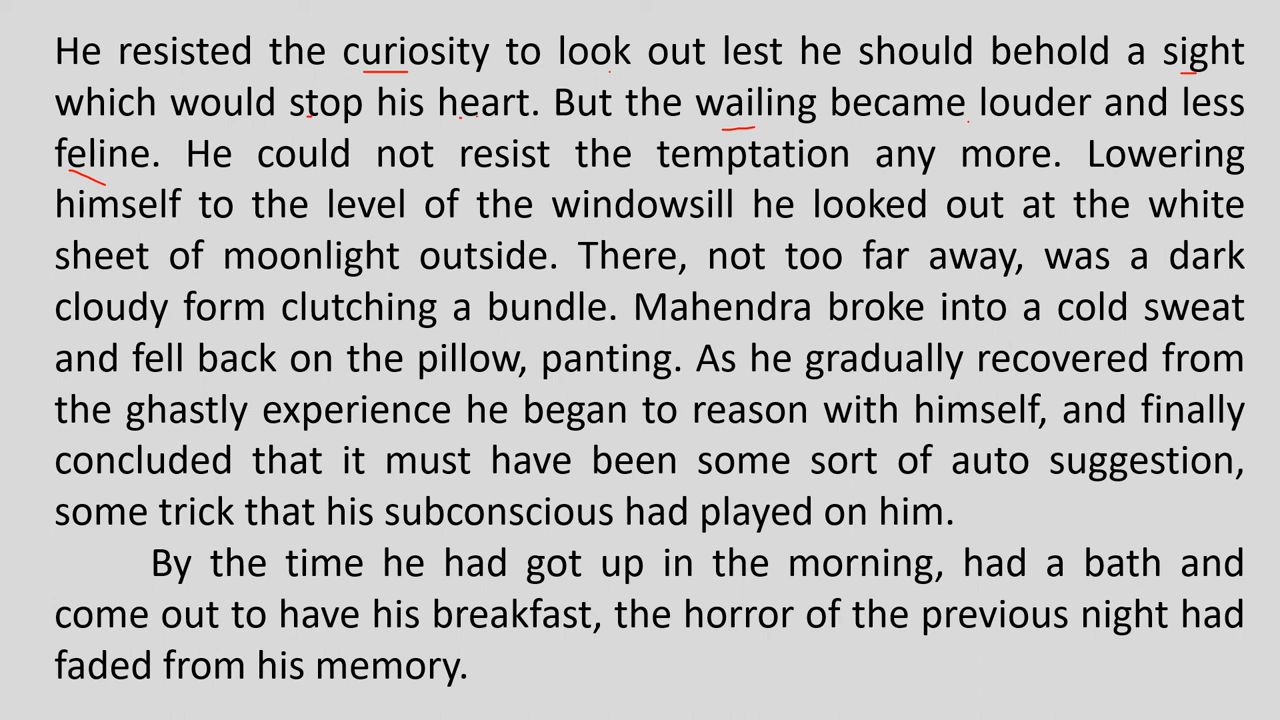 He resisted the curiosity to look out lest he should behold a sight
which would stop his heart. But the wailing became louder and less
feline. He could not resist the temptation any more. Lowering
himself to the level of the windowsill he looked out at the white
sheet of moonlight outside. There, not too far away, was a dark
cloudy form clutching a bundle. Mahendra broke into a cold sweat
and fell back on the pillow, panting. As he gradually recovered from
the ghastly experience he began to reason with himself, and finally
concluded that it must have been some sort of auto suggestion,
some trick that his subconscious had played on him.
By the time he had got up in the morning, had a bath and
come out to have his breakfast, the horror of the previous night had
faded from his memory.